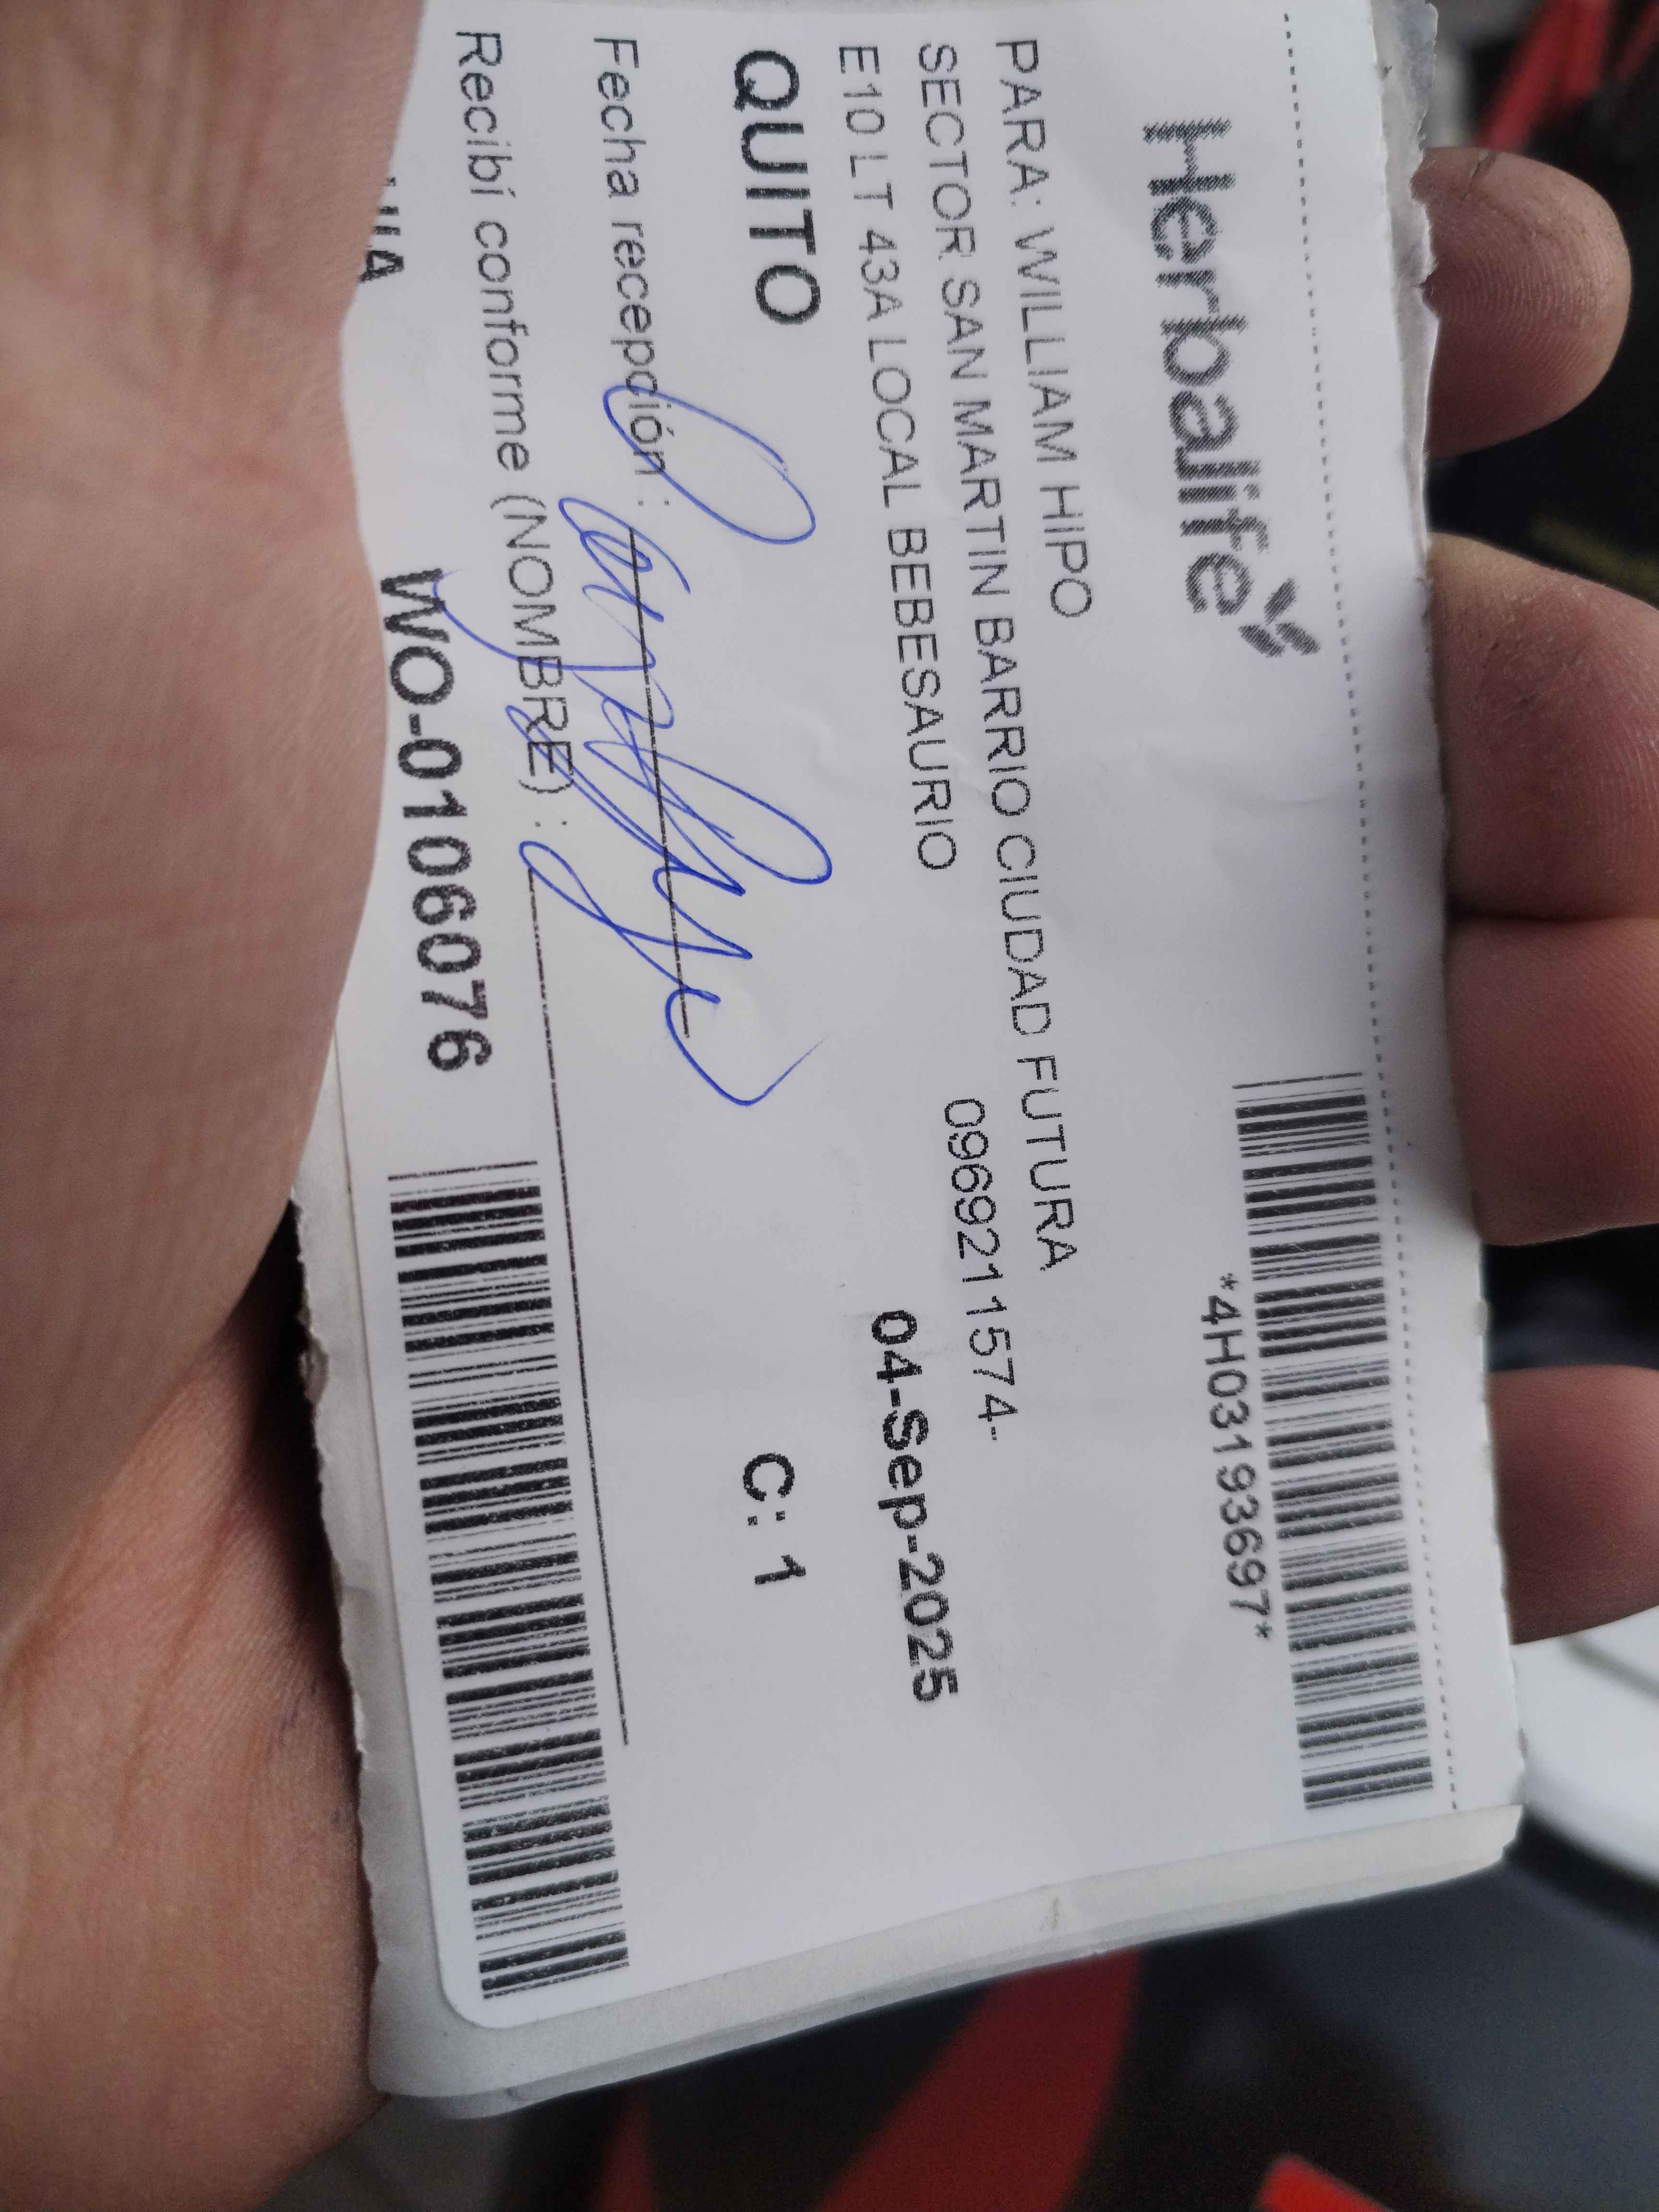 Herbalife
*4H03193697*
PARA: WILLIAM HIPO
SECTOR SAN MARTIN BARRIO CIUDAD FUTURA
E10 LT 43A LOCAL BEBESAURIO
0969211574-
04-Sep-2025
QUITO
C: 1
Fecha recepción :
Recibí conforme (NOMBRE) :
WO-0106076